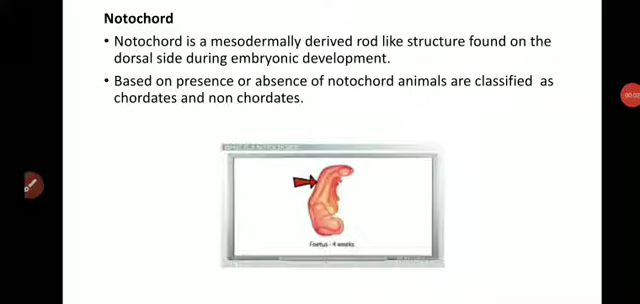 Notochord
• Notochord is a mesodermally derived rod like structure found on the
dorsal side during embryonic development.
• Based on presence or absence of notochord animals are classified as
chordates and non chordates.
Foetus - 4 weeks